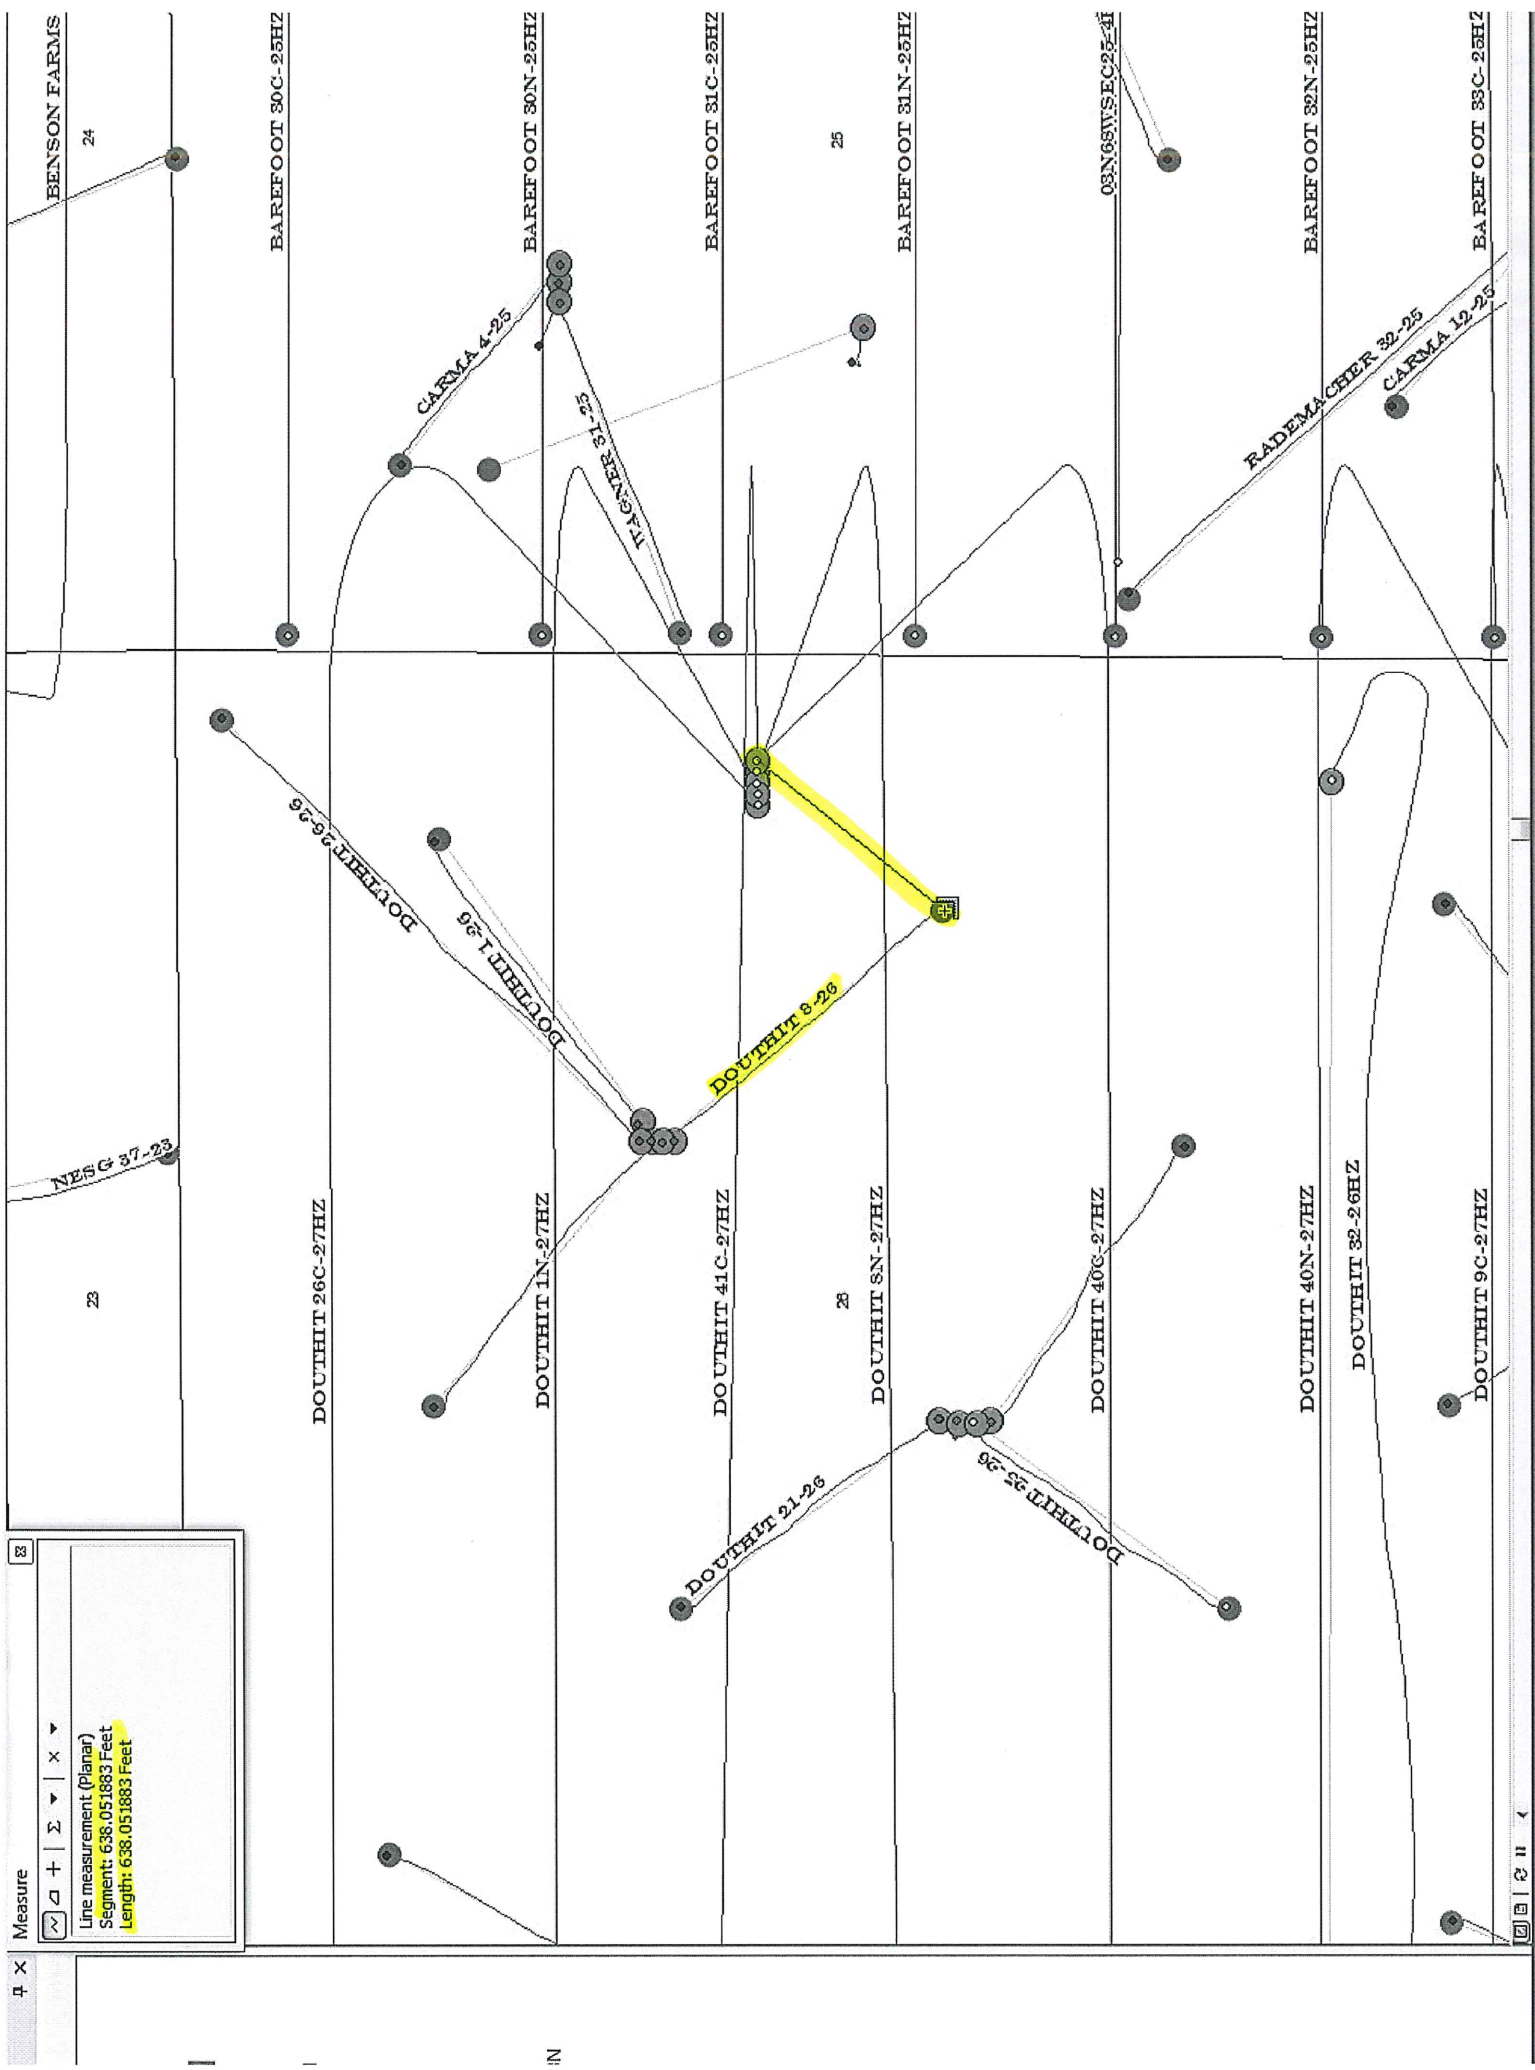 BENSON FARMS
24
BAREFOOT 30C-25HZ
BAREFOOT 30N-25HZ
BAREFOOT 31C-25HZ
25
BAREFOOT 31N-25HZ
03N68WSEC25
BAREFOOT 32N-25HZ
BAREFOOT 33C-25HZ
CARMA 4-25
WAGNER 31-25
RADEMACHER 32-25
CARMA 12-25
DOUTHIT 26-26
DOUTHIT 1-26
DOUTHIT 8-26
NESG 37-23
23
DOUTHIT 26C-27HZ
DOUTHIT 1N-27HZ
DOUTHIT 41C-27HZ
26
DOUTHIT 8N-27HZ
DOUTHIT 40C-27HZ
DOUTHIT 40N-27HZ
DOUTHIT 32-26HZ
DOUTHIT 9C-27HZ
DOUTHIT 21-26
DOUTHIT 25-26
Measure
Line measurement (Planar)
Segment: 638.051883 Feet
Length: 638.051883 Feet